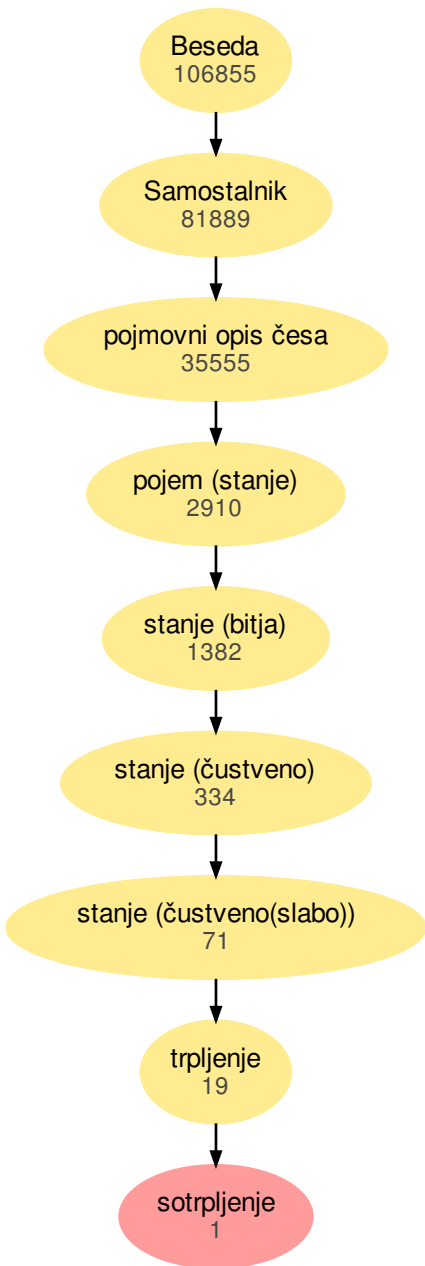 Beseda
106855
Samostalnik
81889
pojmovni opis česa
35555
pojem (stanje)
2910
stanje (bitja)
1382
stanje (čustveno)
334
stanje (čustveno(slabo))
71
trpljenje
19
sotrpljenje
1